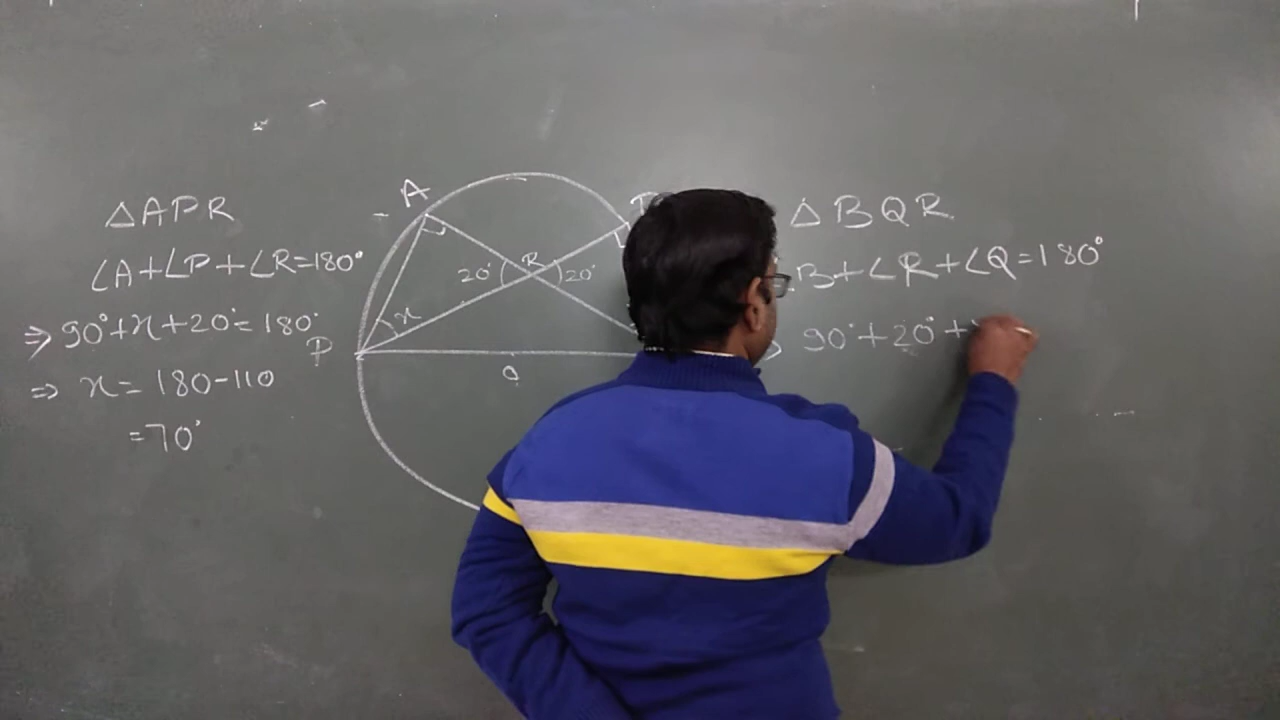 △APR
∠A+∠P+∠R=180°
⇒ 90°+x+20°=180°
⇒ x=180-110
=70°
A
R
20° 20°
x
P
O
△BQR
B+∠R+∠Q=180°
90°+20°+